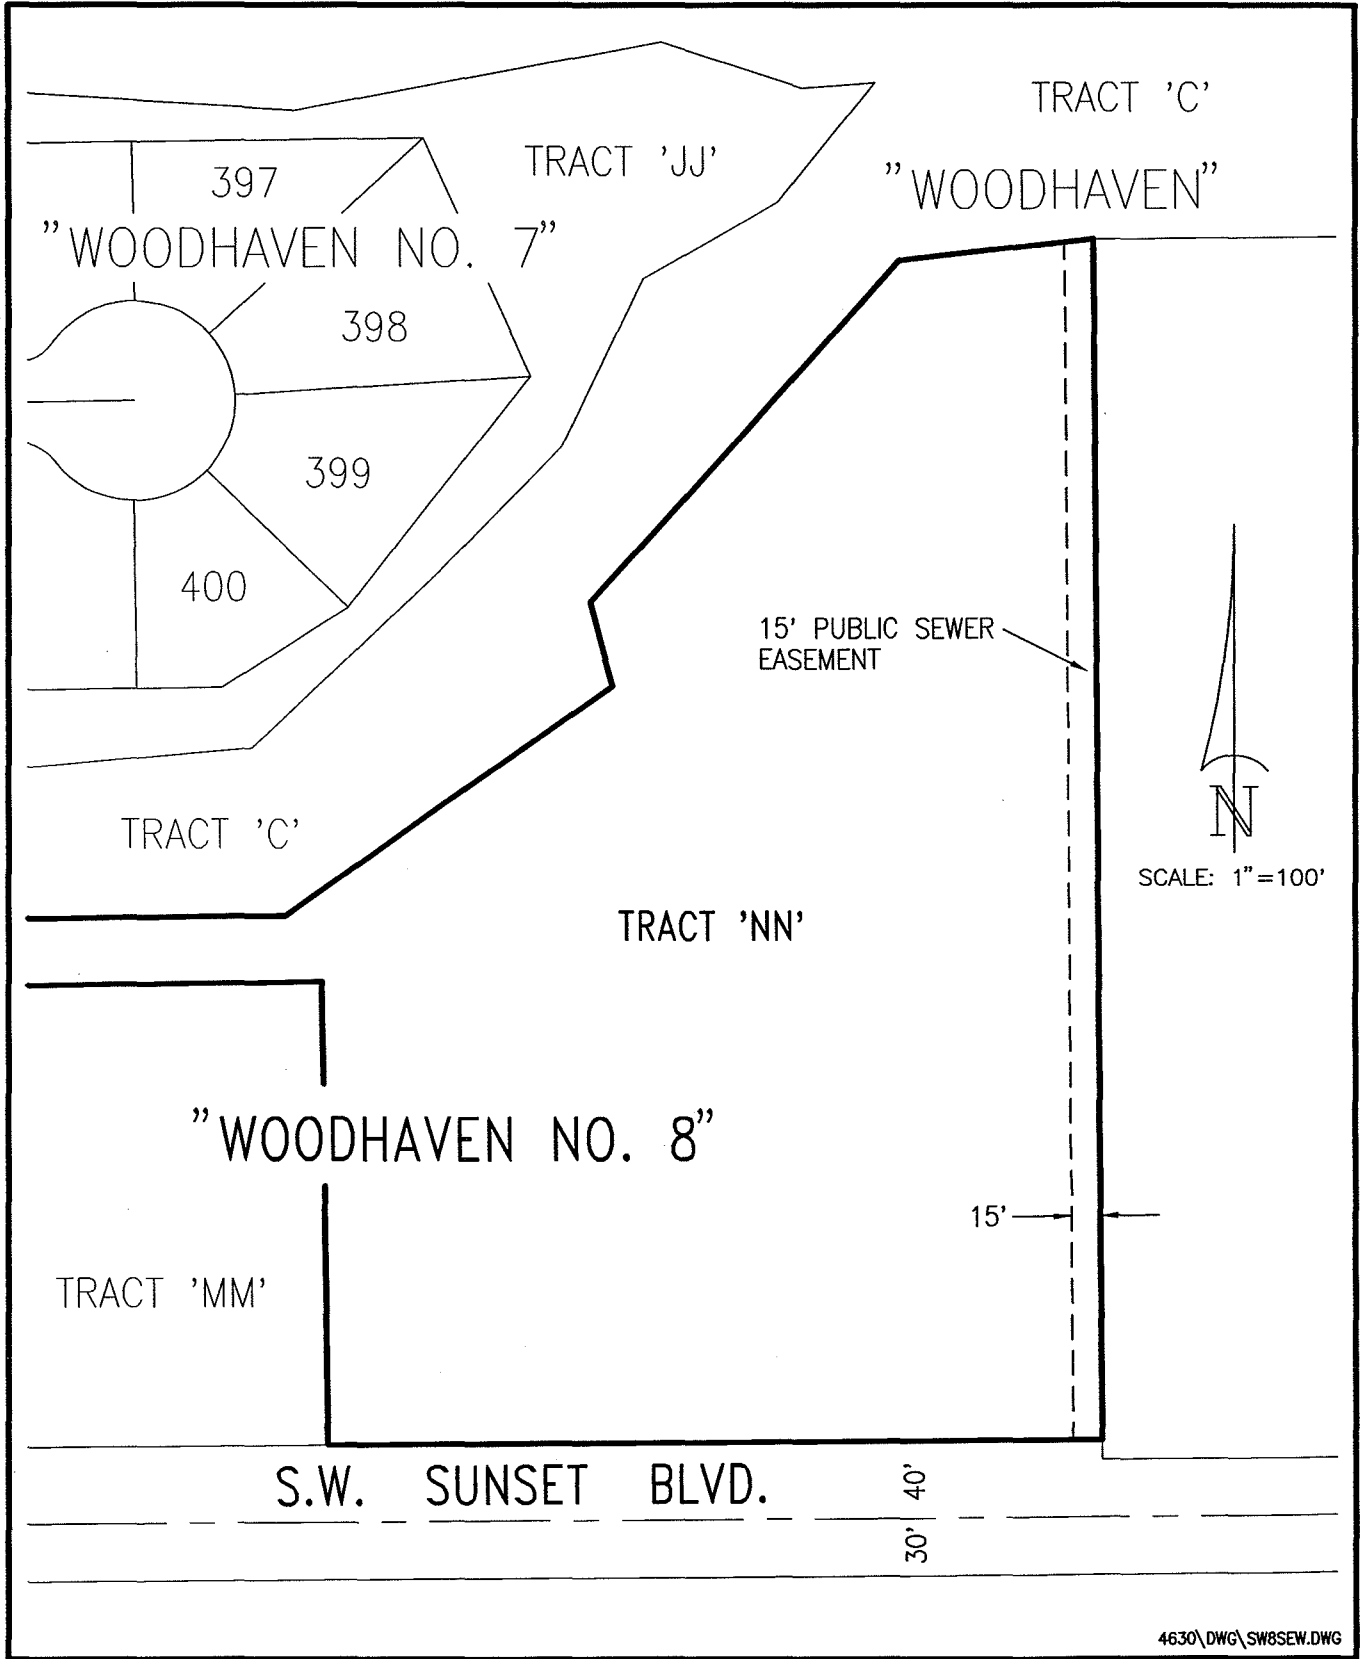 TRACT 'C'
TRACT 'JJ'
"WOODHAVEN"
397
"WOODHAVEN NO. 7"
398
399
400
15' PUBLIC SEWER
EASEMENT
N
TRACT 'C'
SCALE: 1"=100'
TRACT 'NN'
"WOODHAVEN NO. 8"
15'
TRACT 'MM'
S.W. SUNSET BLVD.
40'
30'
4630\DWG\SW8SEW.DWG